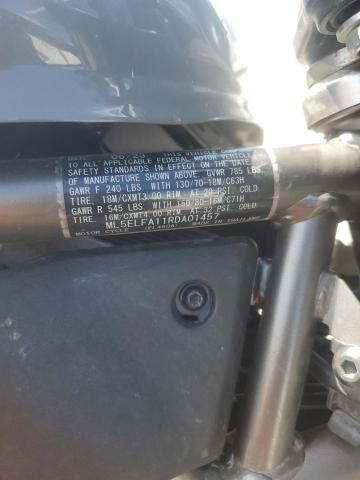 DATE 06/23 THIS VEHICLE
TO ALL APPLICABLE FEDERAL MOTOR VEHICLE
SAFETY STANDARDS IN EFFECT ON THE DATE
OF MANUFACTURE SHOWN ABOVE. GVWR 785 LBS
GAWR F 240 LBS WITH 130/70-18M/C63H
TIRE. 18M/CXMT3.00 RIM. AT PSI. COLD
GAWR R 545 LBS WITH 150/80-16M/C71H
TIRE. 16M/CXMT4.00 RIM. AT 32 PSI. COLD
ML5ELFA11RDA01457
MOTOR CYCLE MADE IN THAILAND